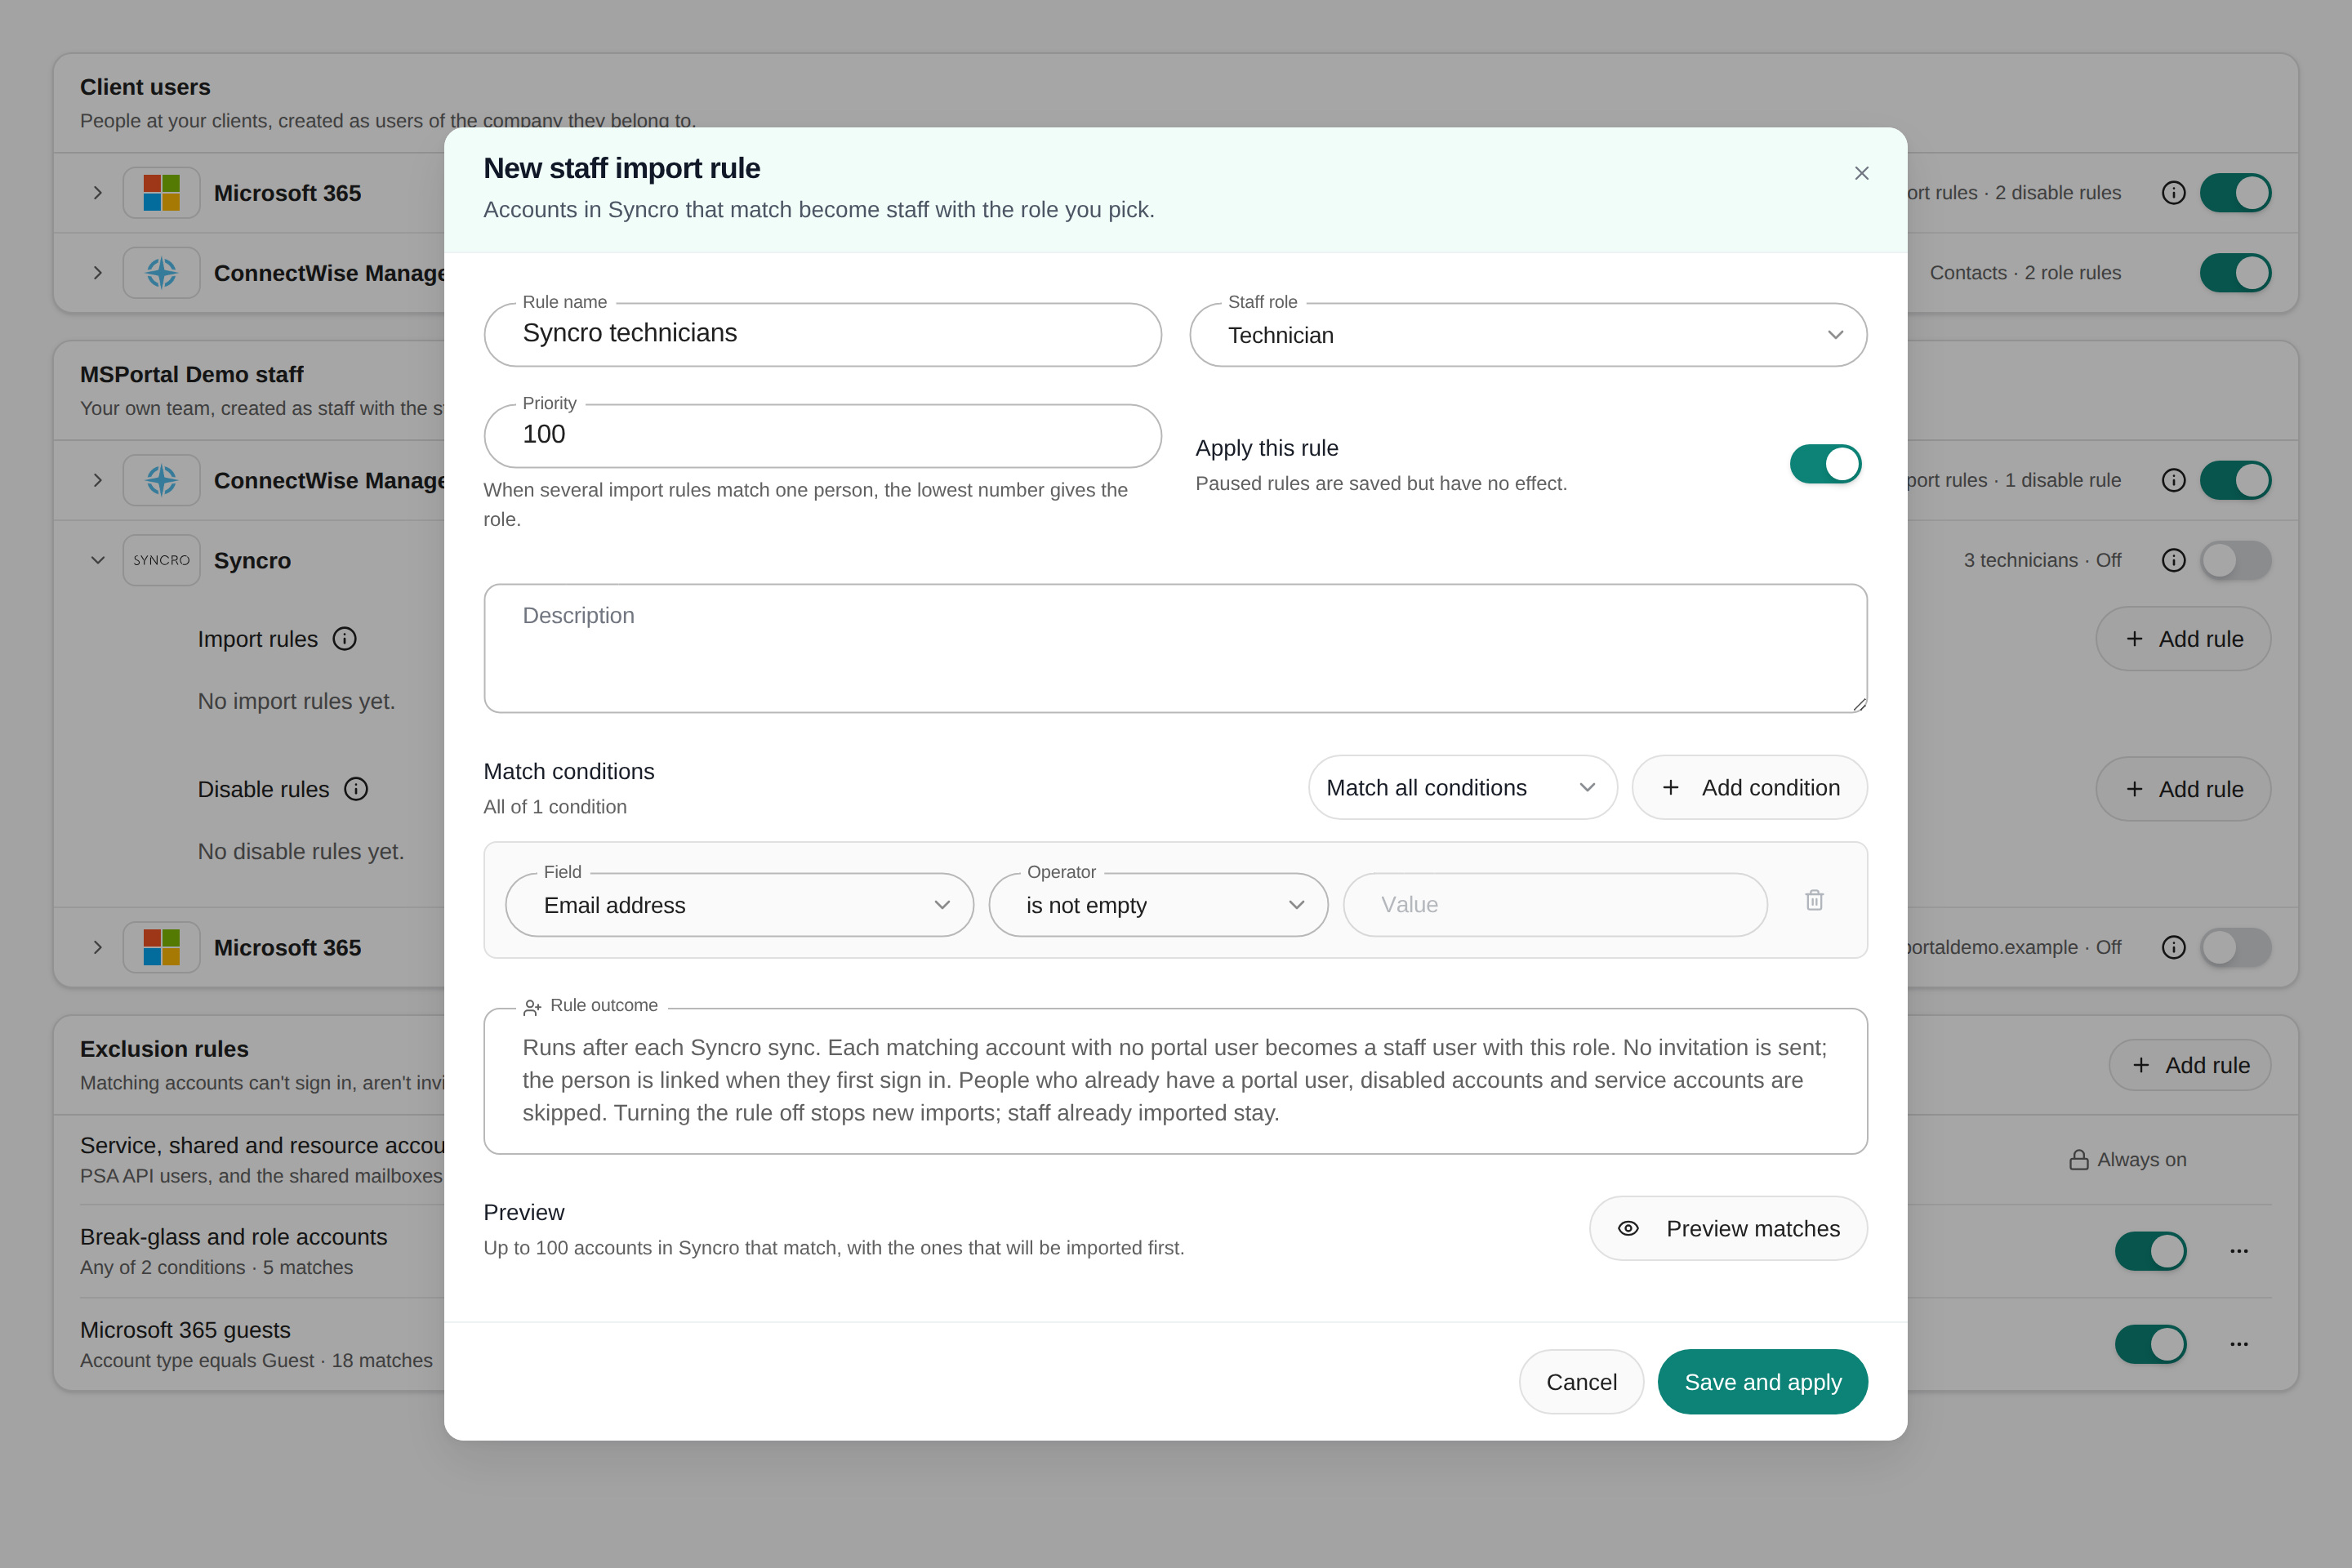 Client users
People at your clients, created as users of the company they belong to.
Microsoft 365
ort rules · 2 disable rules
ConnectWise Manage
Contacts · 2 role rules
MSPortal Demo staff
Your own team, created as staff with the s
ConnectWise Manage
port rules · 1 disable rule
SYNCRO
Syncro
3 technicians · Off
Import rules
Add rule
No import rules yet.
Disable rules
Add rule
No disable rules yet.
Microsoft 365
portaldemo.example · Off
Exclusion rules
Matching accounts can't sign in, aren't invi
Add rule
Service, shared and resource accou
PSA API users, and the shared mailboxes
Always on
Break-glass and role accounts
Any of 2 conditions · 5 matches
Microsoft 365 guests
Account type equals Guest · 18 matches
New staff import rule
Accounts in Syncro that match become staff with the role you pick.
Rule name
Syncro technicians
Staff role
Technician
Priority
100
When several import rules match one person, the lowest number gives the
role.
Apply this rule
Paused rules are saved but have no effect.
Description
Match conditions
All of 1 condition
Match all conditions
Add condition
Field
Email address
Operator
is not empty
Value
Rule outcome
Runs after each Syncro sync. Each matching account with no portal user becomes a staff user with this role. No invitation is sent;
the person is linked when they first sign in. People who already have a portal user, disabled accounts and service accounts are
skipped. Turning the rule off stops new imports; staff already imported stay.
Preview
Up to 100 accounts in Syncro that match, with the ones that will be imported first.
Preview matches
Cancel
Save and apply